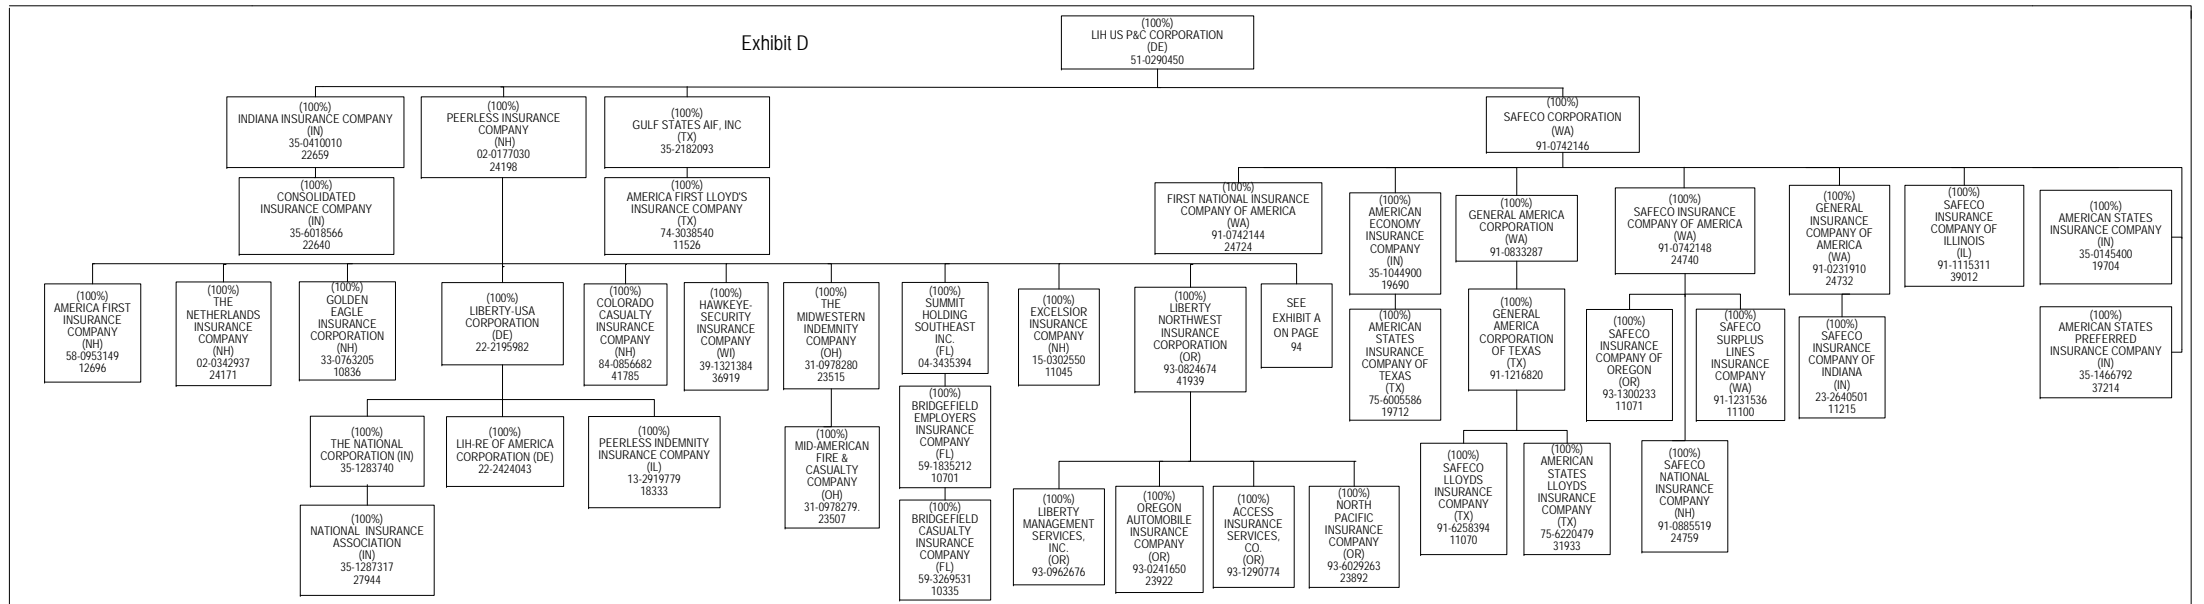 Exhibit D
(100%)
LIH US P&C CORPORATION
(DE)
51-0290450
(100%)
INDIANA INSURANCE COMPANY
(IN)
35-0410010
22659
(100%)
PEERLESS INSURANCE
COMPANY
(NH)
02-0177030
24198
(100%)
GULF STATES AIF, INC
(TX)
35-2182093
(100%)
SAFECO CORPORATION
(WA)
91-0742146
(100%)
CONSOLIDATED
INSURANCE COMPANY
(IN)
35-6018566
22640
(100%)
AMERICA FIRST LLOYD'S
INSURANCE COMPANY
(TX)
74-3038540
11526
(100%)
FIRST NATIONAL INSURANCE
COMPANY OF AMERICA
(WA)
91-0742144
24724
(100%)
AMERICAN
ECONOMY
INSURANCE
COMPANY
(IN)
35-1044900
19690
(100%)
GENERAL AMERICA
CORPORATION
(WA)
91-0833287
(100%)
SAFECO INSURANCE
COMPANY OF AMERICA
(WA)
91-0742148
24740
(100%)
GENERAL
INSURANCE
COMPANY OF
AMERICA
(WA)
91-0231910
24732
(100%)
SAFECO
INSURANCE
COMPANY OF
ILLINOIS
(IL)
91-1115311
39012
(100%)
AMERICAN STATES
INSURANCE COMPANY
(IN)
35-0145400
19704
(100%)
AMERICA FIRST
INSURANCE
COMPANY
(NH)
58-0953149
12696
(100%)
THE
NETHERLANDS
INSURANCE
COMPANY
(NH)
02-0342937
24171
(100%)
GOLDEN
EAGLE
INSURANCE
CORPORATION
(NH)
33-0763205
10836
(100%)
LIBERTY-USA
CORPORATION
(DE)
22-2195982
(100%)
COLORADO
CASUALTY
INSURANCE
COMPANY
(NH)
84-0856682
41785
(100%)
HAWKEYE-
SECURITY
INSURANCE
COMPANY
(WI)
39-1321384
36919
(100%)
THE
MIDWESTERN
INDEMNITY
COMPANY
(OH)
31-0978280
23515
(100%)
SUMMIT
HOLDING
SOUTHEAST
INC.
(FL)
04-3435394
(100%)
EXCELSIOR
INSURANCE
COMPANY
(NH)
15-0302550
11045
(100%)
LIBERTY
NORTHWEST
INSURANCE
CORPORATION
(OR)
93-0824674
41939
SEE
EXHIBIT A
ON PAGE
94
(100%)
AMERICAN
STATES
INSURANCE
COMPANY OF
TEXAS
(TX)
75-6005586
19712
(100%)
GENERAL
AMERICA
CORPORATION
OF TEXAS
(TX)
91-1216820
(100%)
SAFECO
INSURANCE
COMPANY OF
OREGON
(OR)
93-1300233
11071
(100%)
SAFECO
SURPLUS
LINES
INSURANCE
COMPANY
(WA)
91-1231536
11100
(100%)
SAFECO
INSURANCE
COMPANY OF
INDIANA
(IN)
23-2640501
11215
(100%)
AMERICAN STATES
PREFERRED
INSURANCE COMPANY
(IN)
35-1466792
37214
(100%)
THE NATIONAL
CORPORATION (IN)
35-1283740
(100%)
LIH-RE OF AMERICA
CORPORATION (DE)
22-2424043
(100%)
PEERLESS INDEMNITY
INSURANCE COMPANY
(IL)
13-2919779
18333
(100%)
MID-AMERICAN
FIRE &
CASUALTY
COMPANY
(OH)
31-0978279.
23507
(100%)
BRIDGEFIELD
EMPLOYERS
INSURANCE
COMPANY
(FL)
59-1835212
10701
(100%)
NATIONAL INSURANCE
ASSOCIATION
(IN)
35-1287317
27944
(100%)
BRIDGEFIELD
CASUALTY
INSURANCE
COMPANY
(FL)
59-3269531
10335
(100%)
LIBERTY
MANAGEMENT
SERVICES,
INC.
(OR)
93-0962676
(100%)
OREGON
AUTOMOBILE
INSURANCE
COMPANY
(OR)
93-0241650
23922
(100%)
ACCESS
INSURANCE
SERVICES,
CO.
(OR)
93-1290774
(100%)
NORTH
PACIFIC
INSURANCE
COMPANY
(OR)
93-6029263
23892
(100%)
SAFECO
LLOYDS
INSURANCE
COMPANY
(TX)
91-6258394
11070
(100%)
AMERICAN
STATES
LLOYDS
INSURANCE
COMPANY
(TX)
75-6220479
31933
(100%)
SAFECO
NATIONAL
INSURANCE
COMPANY
(NH)
91-0885519
24759